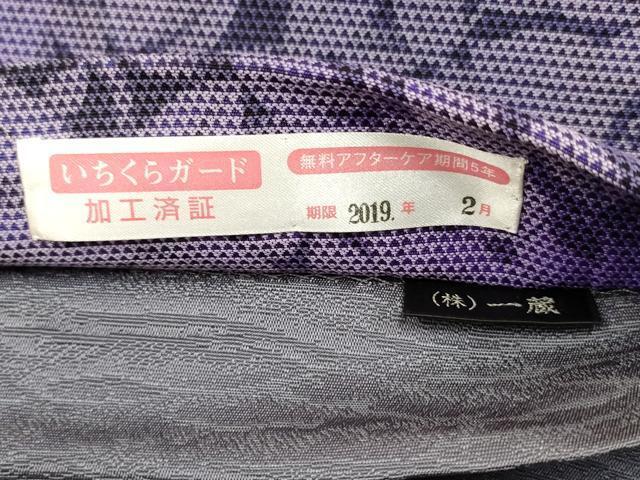 いちくらガード
加工済証
無料アフターケア期間5年
期限 2019. 年 2月
(株)一蔵